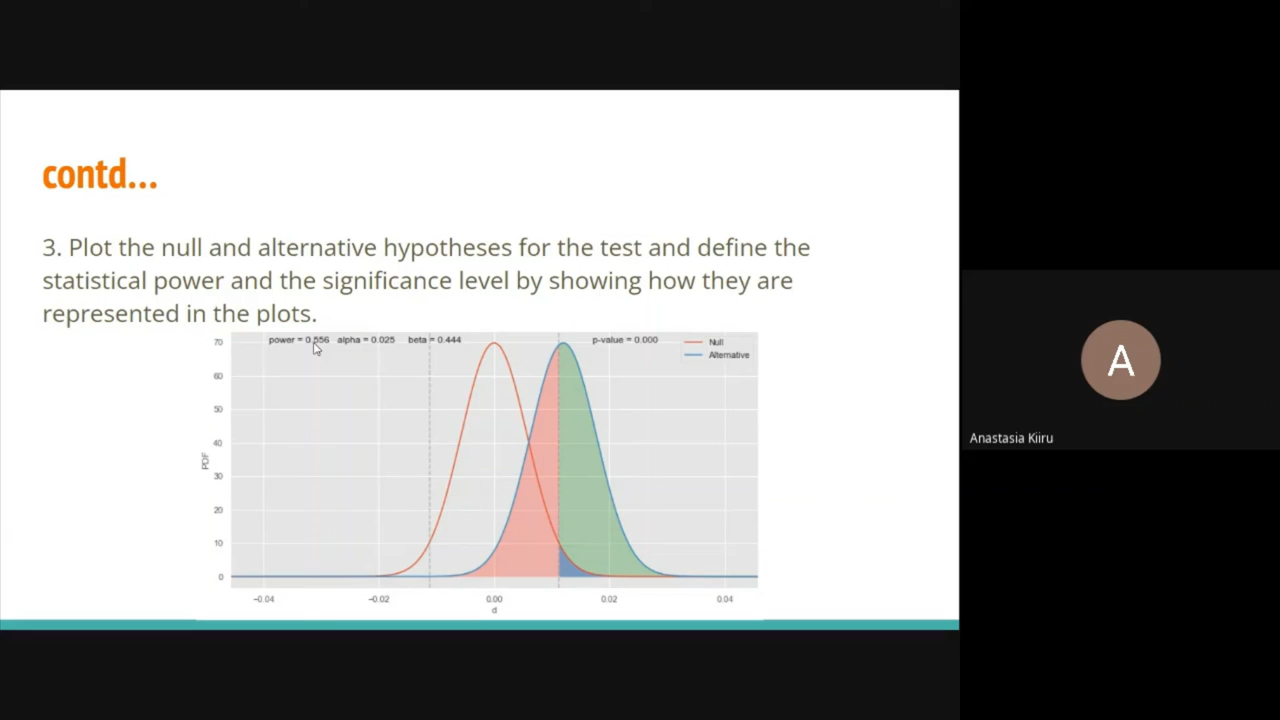 contd...
3. Plot the null and alternative hypotheses for the test and define the
statistical power and the significance level by showing how they are
represented in the plots.
power = 0.556 alpha = 0.025 beta = 0.444 p-value = 0.000
Null
Alternative
70
60
50
40
30
20
10
0
PDF
−0.04 −0.02 0.00 0.02 0.04
d
A
Anastasia Kiiru